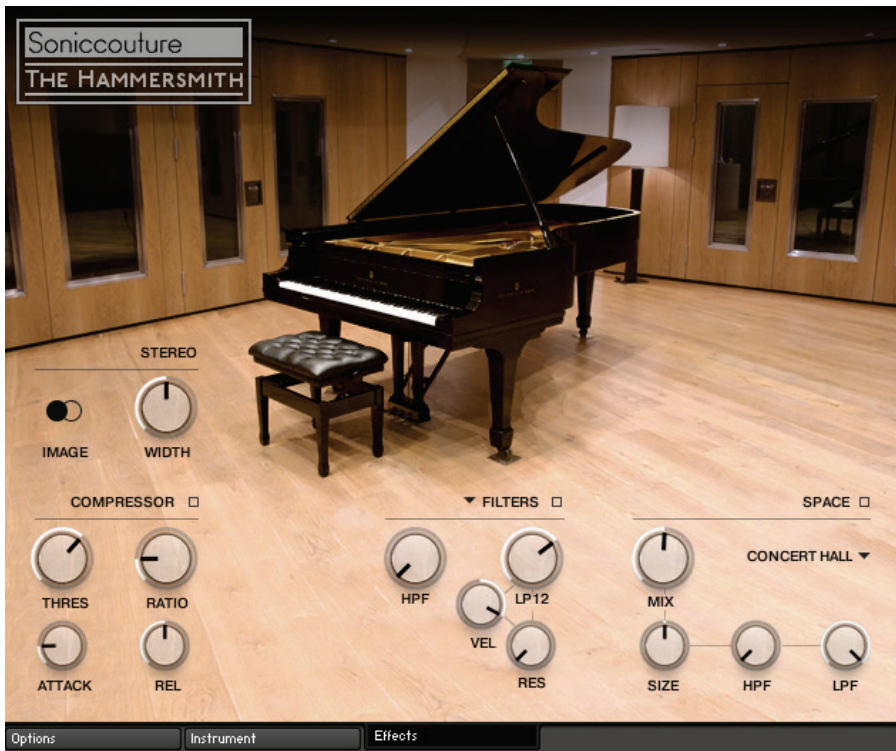 Soniccouture
THE HAMMERSMITH
STEREO
IMAGE
WIDTH
COMPRESSOR
FILTERS
SPACE
CONCERT HALL
THRES
RATIO
HPF
LP12
MIX
VEL
ATTACK
REL
RES
SIZE
HPF
LPF
Options
Instrument
Effects